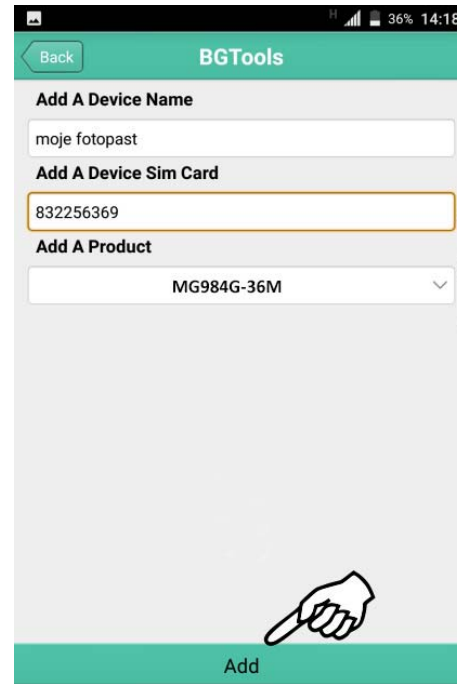 H 36% 14:18
Back BGTools
Add A Device Name
moje fotopast
Add A Device Sim Card
832256369
Add A Product
MG984G-36M
Add